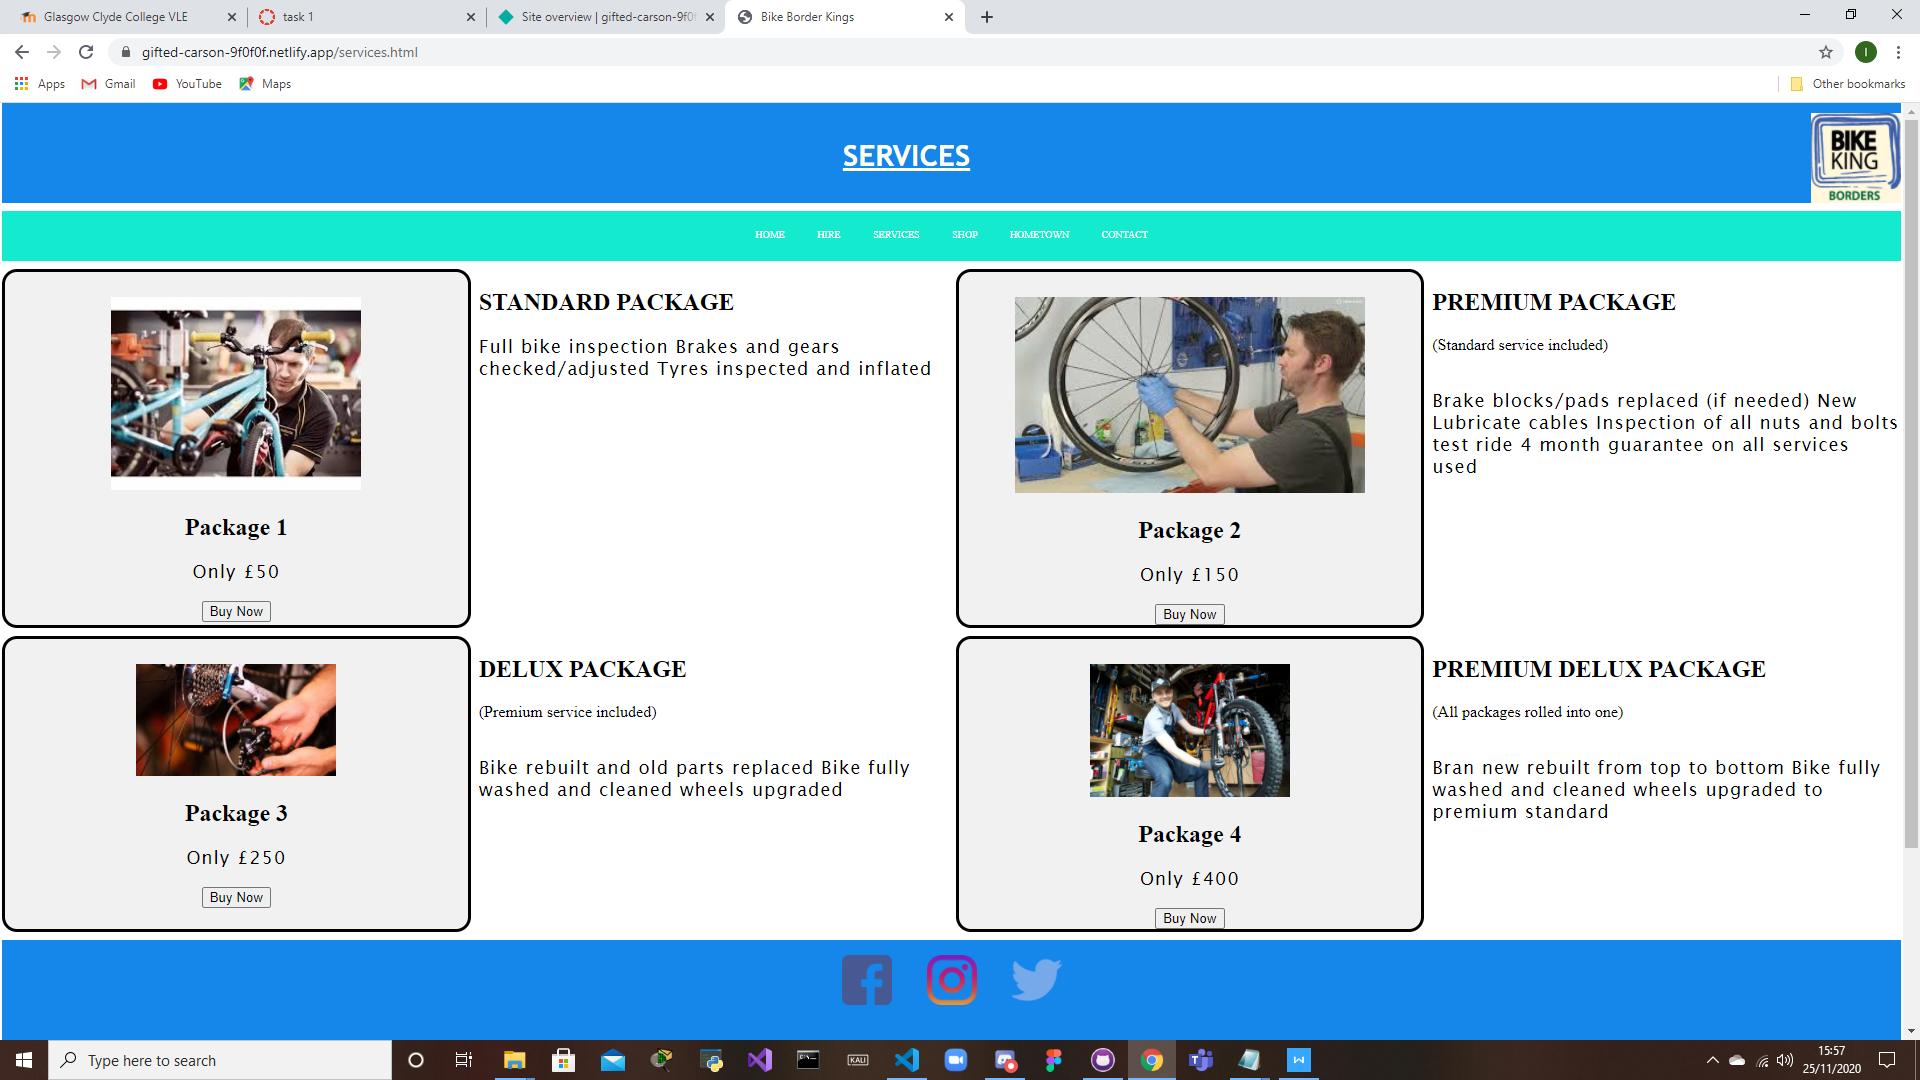 Glasgow Clyde College VLE
task 1
Site overview | gifted-carson-9f0f
Bike Border Kings
gifted-carson-9f0f0f.netlify.app/services.html
I
Apps
Gmail
YouTube
Maps
Other bookmarks
SERVICES
BIKE
KING
BORDERS
HOME
HIRE
SERVICES
SHOP
HOMETOWN
CONTACT
STANDARD PACKAGE
Full bike inspection Brakes and gears
checked/adjusted Tyres inspected and inflated
Package 1
Only £50
Buy Now
PREMIUM PACKAGE
(Standard service included)
Brake blocks/pads replaced (if needed) New
Lubricate cables Inspection of all nuts and bolts
test ride 4 month guarantee on all services
used
Package 2
Only £150
Buy Now
DELUX PACKAGE
(Premium service included)
Bike rebuilt and old parts replaced Bike fully
washed and cleaned wheels upgraded
Package 3
Only £250
Buy Now
PREMIUM DELUX PACKAGE
(All packages rolled into one)
Bran new rebuilt from top to bottom Bike fully
washed and cleaned wheels upgraded to
premium standard
Package 4
Only £400
Buy Now
Type here to search
KALI
15:57
25/11/2020